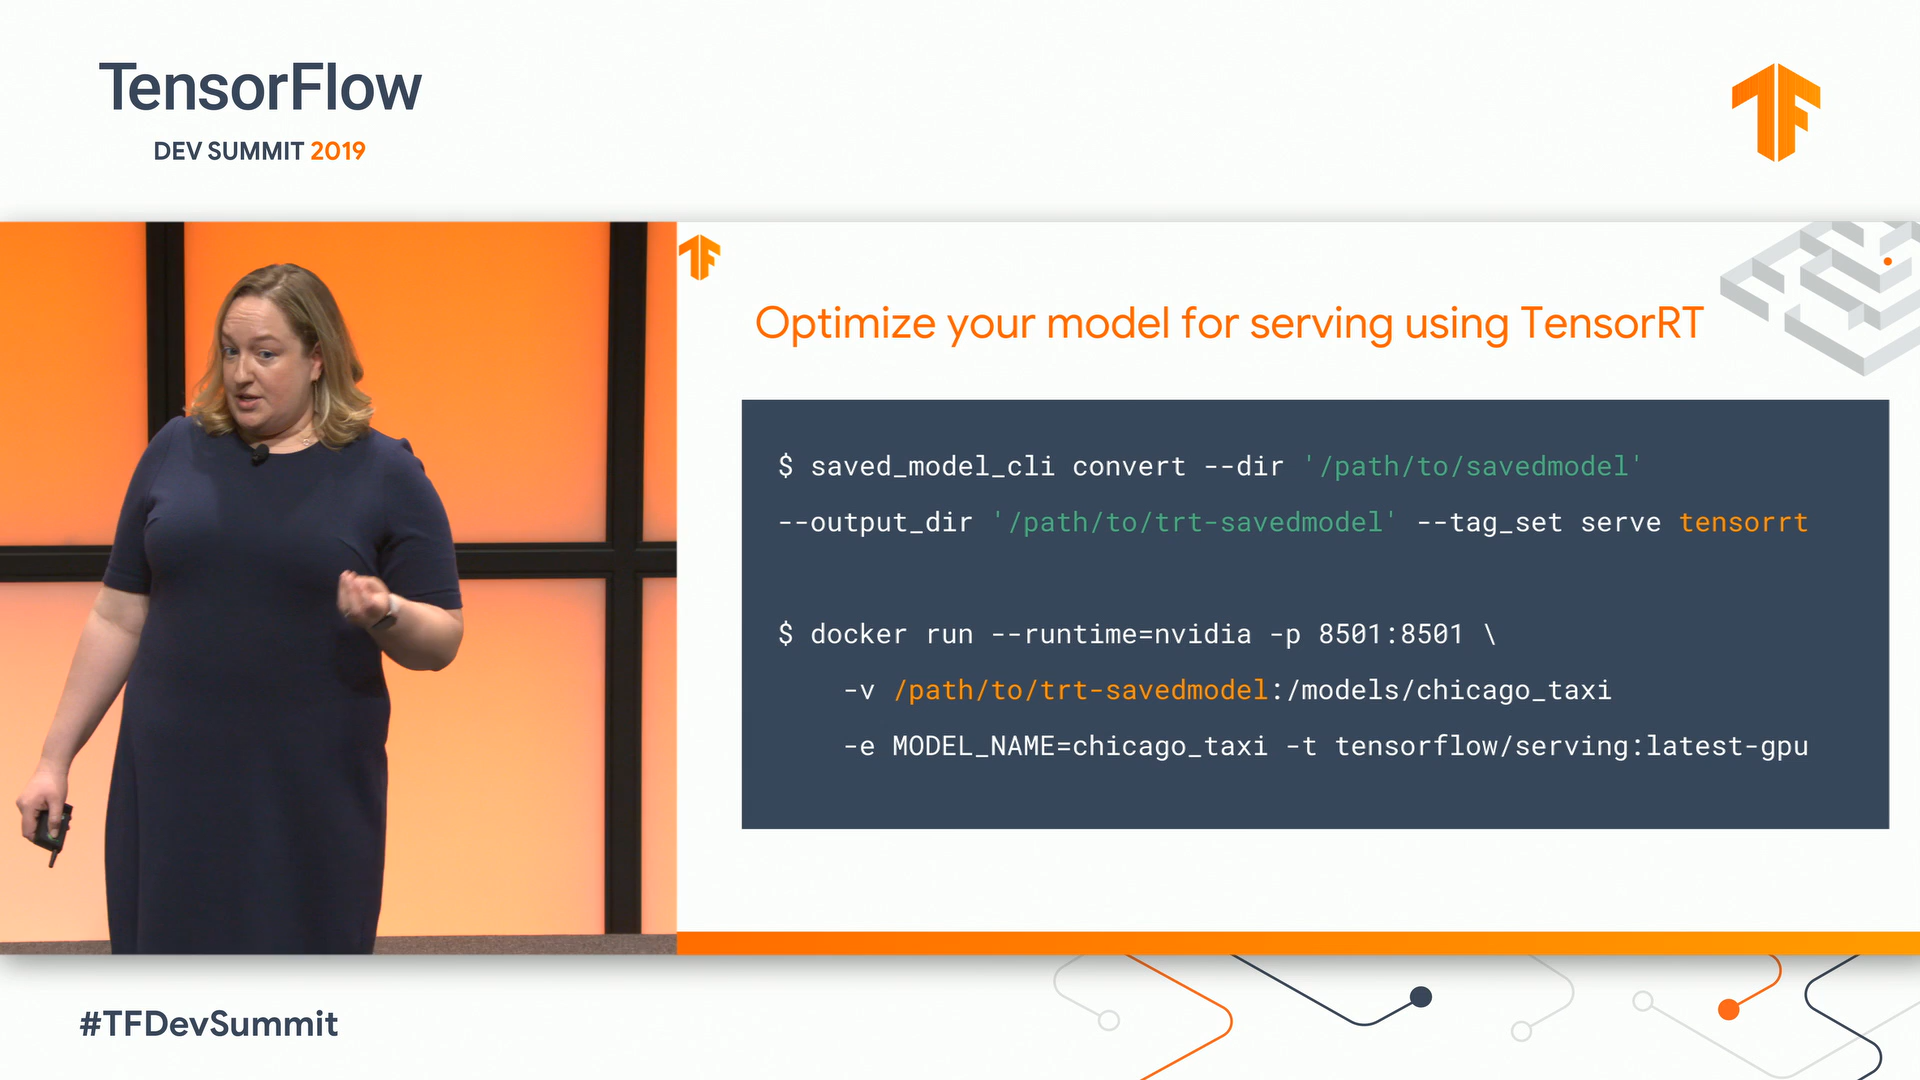 TensorFlow
DEV SUMMIT 2019
Optimize your model for serving using TensorRT
$ saved_model_cli convert --dir '/path/to/savedmodel'
--output_dir '/path/to/trt-savedmodel' --tag_set serve tensorrt
$ docker run --runtime=nvidia -p 8501:8501 \
-v /path/to/trt-savedmodel:/models/chicago_taxi
-e MODEL_NAME=chicago_taxi -t tensorflow/serving:latest-gpu
#TFDevSummit